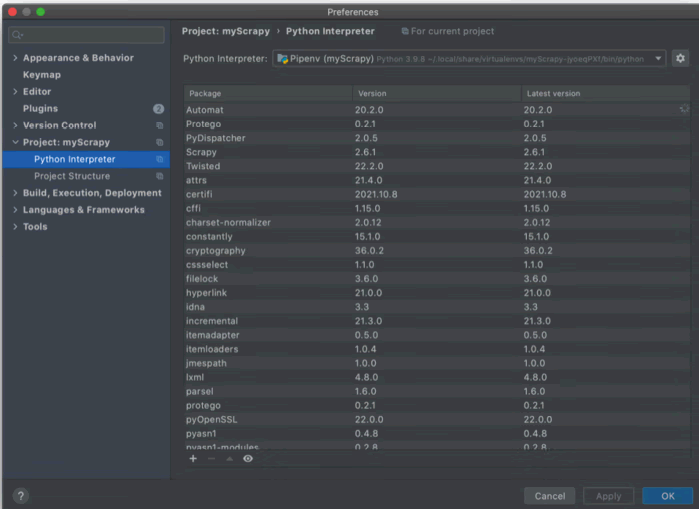 Preferences
Project: myScrapy › Python Interpreter For current project
Python Interpreter: Pipenv (myScrapy) Python 3.9.8 ~/.local/share/virtualenvs/myScrapy-jyoeqPXf/bin/python
Appearance & Behavior
Keymap
Editor
Plugins 2
Version Control
Project: myScrapy
Python Interpreter
Project Structure
Build, Execution, Deployment
Languages & Frameworks
Tools
Package Version Latest version
Automat 20.2.0 20.2.0
Protego 0.2.1 0.2.1
PyDispatcher 2.0.5 2.0.5
Scrapy 2.6.1 2.6.1
Twisted 22.2.0 22.2.0
attrs 21.4.0 21.4.0
certifi 2021.10.8 2021.10.8
cffi 1.15.0 1.15.0
charset-normalizer 2.0.12 2.0.12
constantly 15.1.0 15.1.0
cryptography 36.0.2 36.0.2
cssselect 1.1.0 1.1.0
filelock 3.6.0 3.6.0
hyperlink 21.0.0 21.0.0
idna 3.3 3.3
incremental 21.3.0 21.3.0
itemadapter 0.5.0 0.5.0
itemloaders 1.0.4 1.0.4
jmespath 1.0.0 1.0.0
lxml 4.8.0 4.8.0
parsel 1.6.0 1.6.0
protego 0.2.1 0.2.1
pyOpenSSL 22.0.0 22.0.0
pyasn1 0.4.8 0.4.8
pyasn1-modules 0.2.8 0.2.8
? Cancel Apply OK